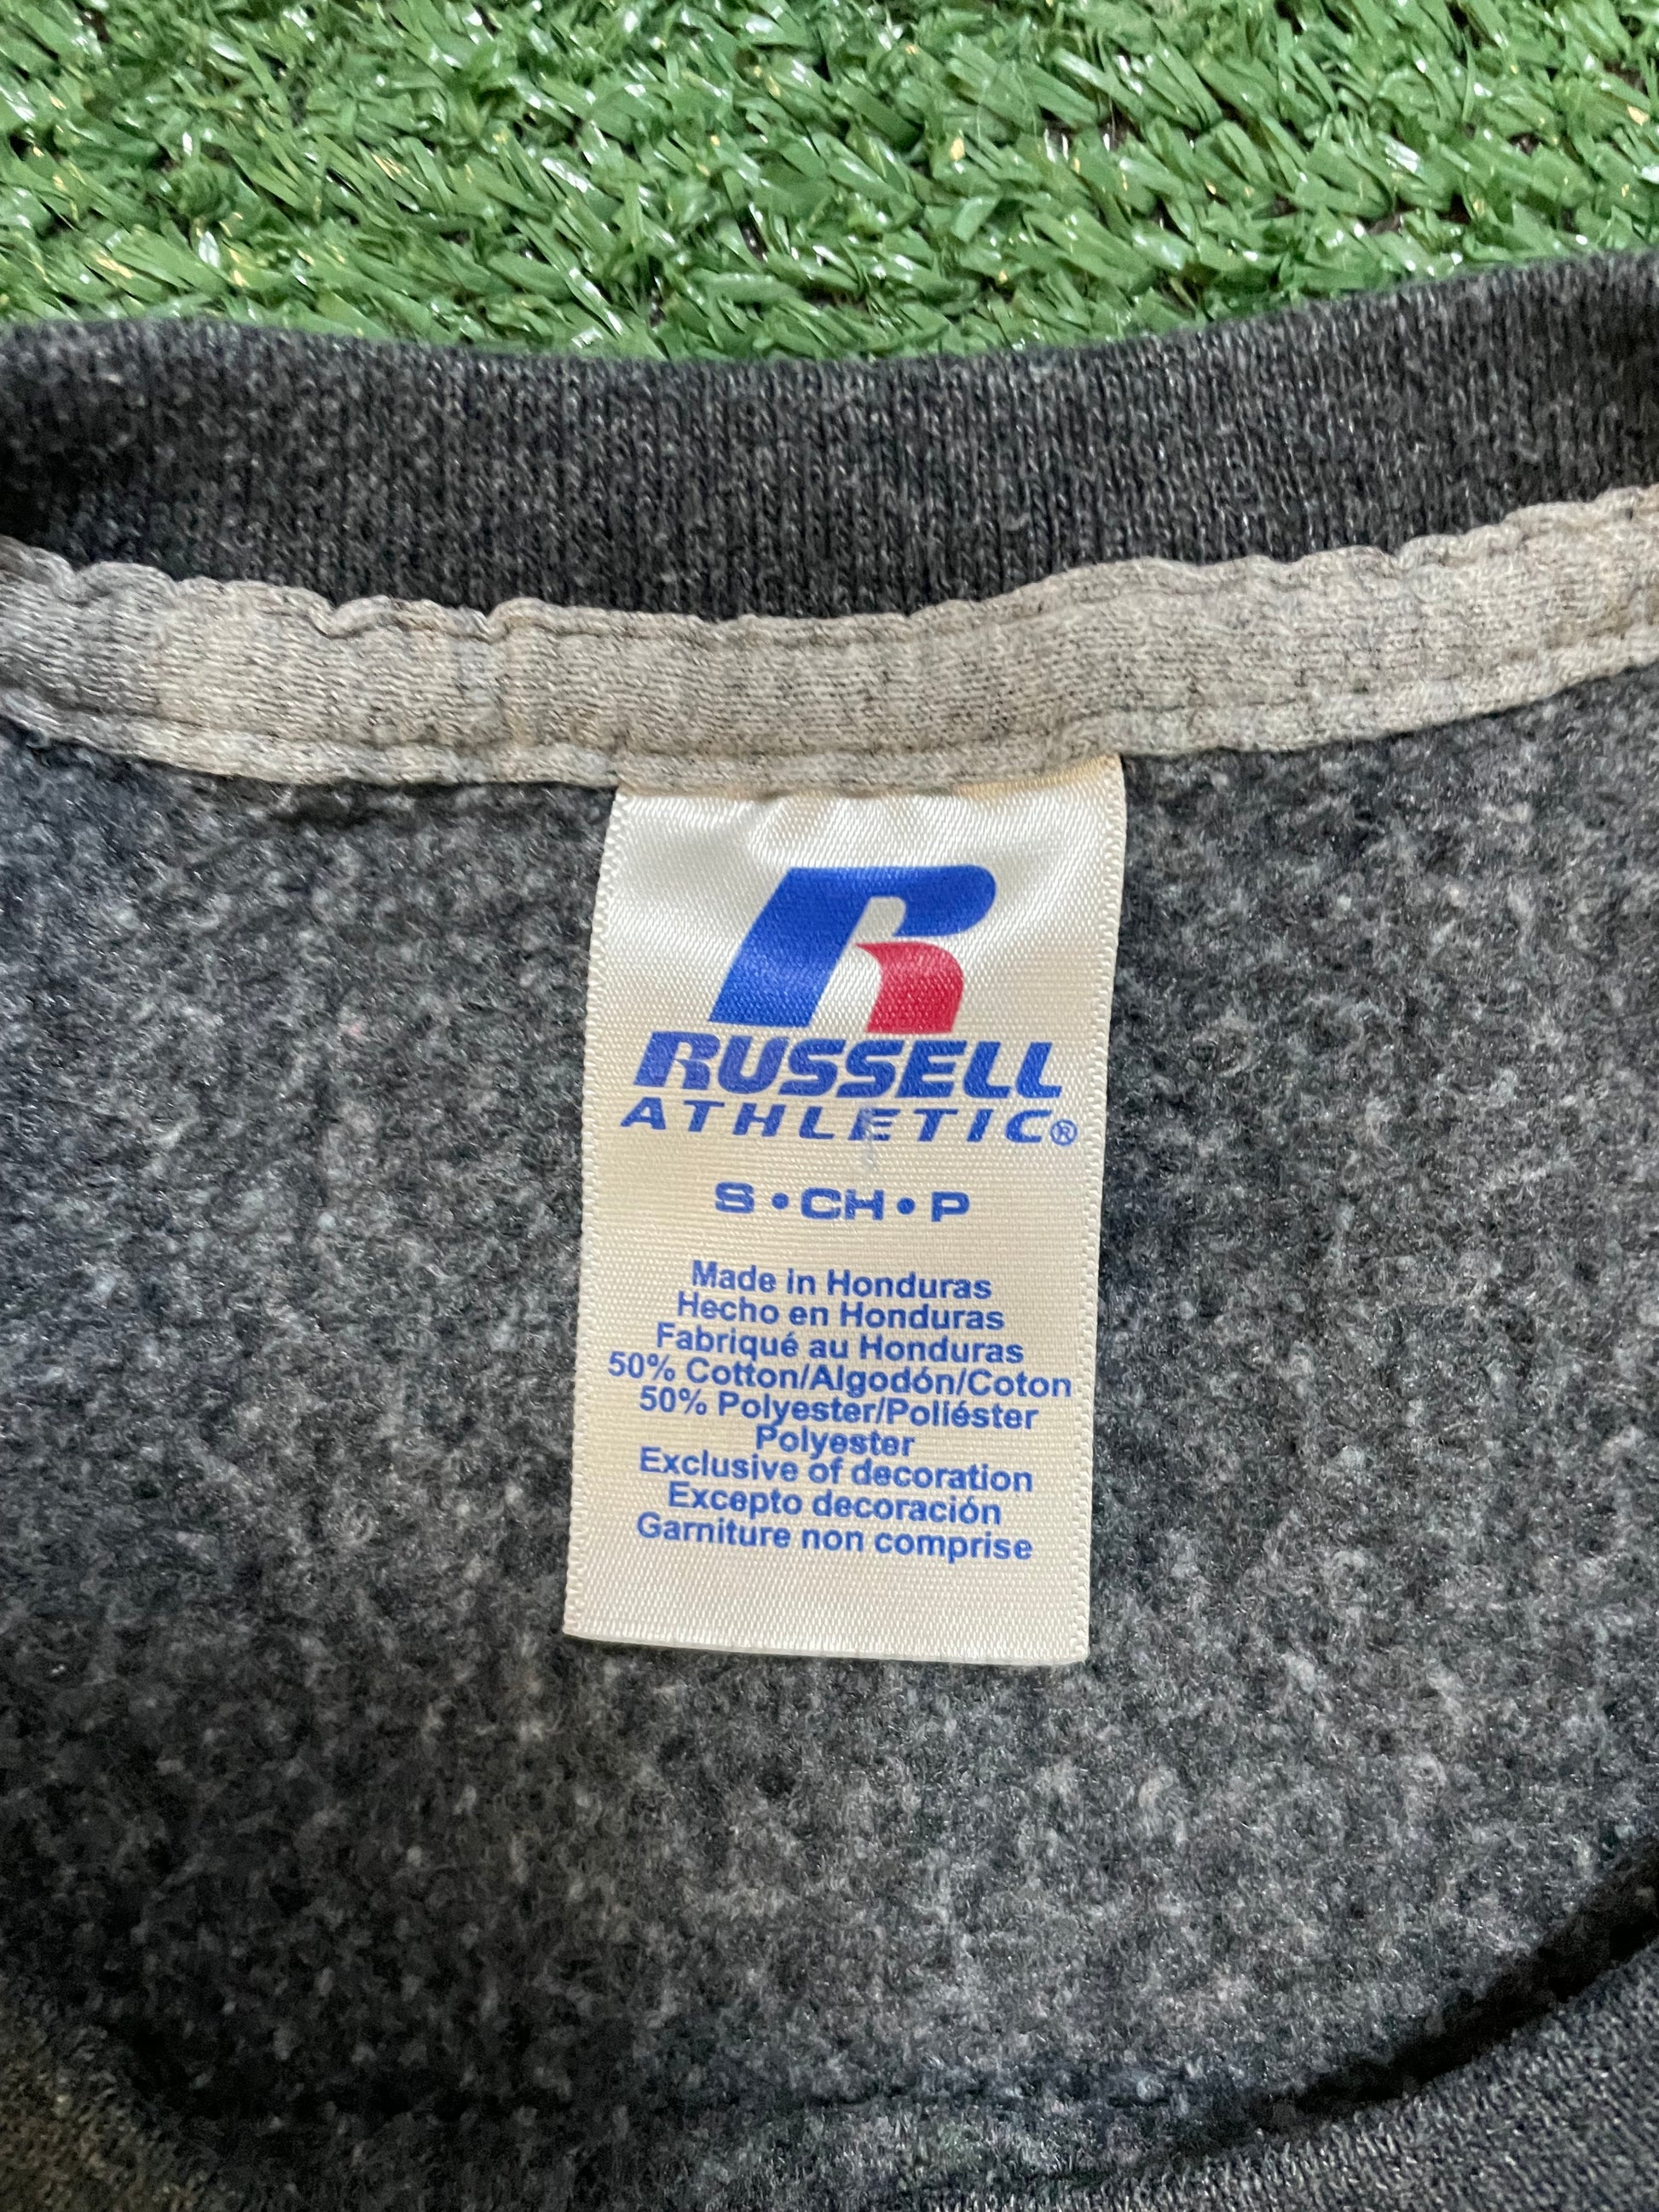 R
RUSSELL
ATHLETIC®
S • CH • P
Made in Honduras
Hecho en Honduras
Fabriqué au Honduras
50% Cotton/Algodón/Coton
50% Polyester/Poliéster
Polyester
Exclusive of decoration
Excepto decoración
Garniture non comprise